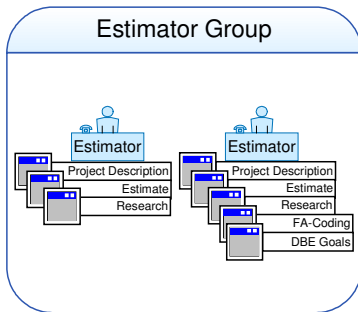 Estimator Group
Estimator
Project Description
Estimate
Research
Estimator
Project Description
Estimate
Research
FA-Coding
DBE Goals